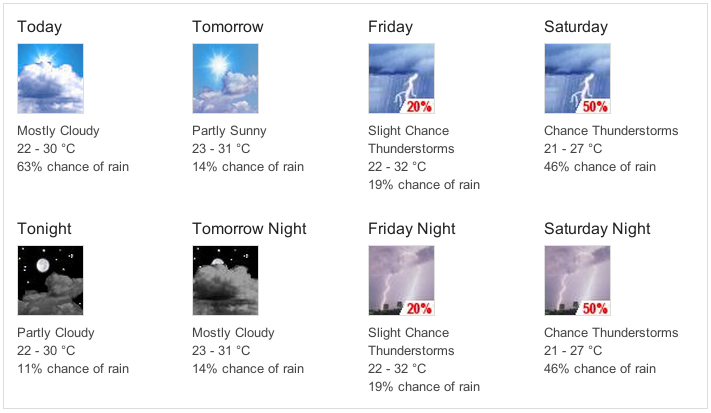 Today
Mostly Cloudy
22 - 30 °C
63% chance of rain
Tomorrow
Partly Sunny
23 - 31 °C
14% chance of rain
Friday
20%
Slight Chance
Thunderstorms
22 - 32 °C
19% chance of rain
Saturday
50%
Chance Thunderstorms
21 - 27 °C
46% chance of rain
Tonight
Partly Cloudy
22 - 30 °C
11% chance of rain
Tomorrow Night
Mostly Cloudy
23 - 31 °C
14% chance of rain
Friday Night
20%
Slight Chance
Thunderstorms
22 - 32 °C
19% chance of rain
Saturday Night
50%
Chance Thunderstorms
21 - 27 °C
46% chance of rain